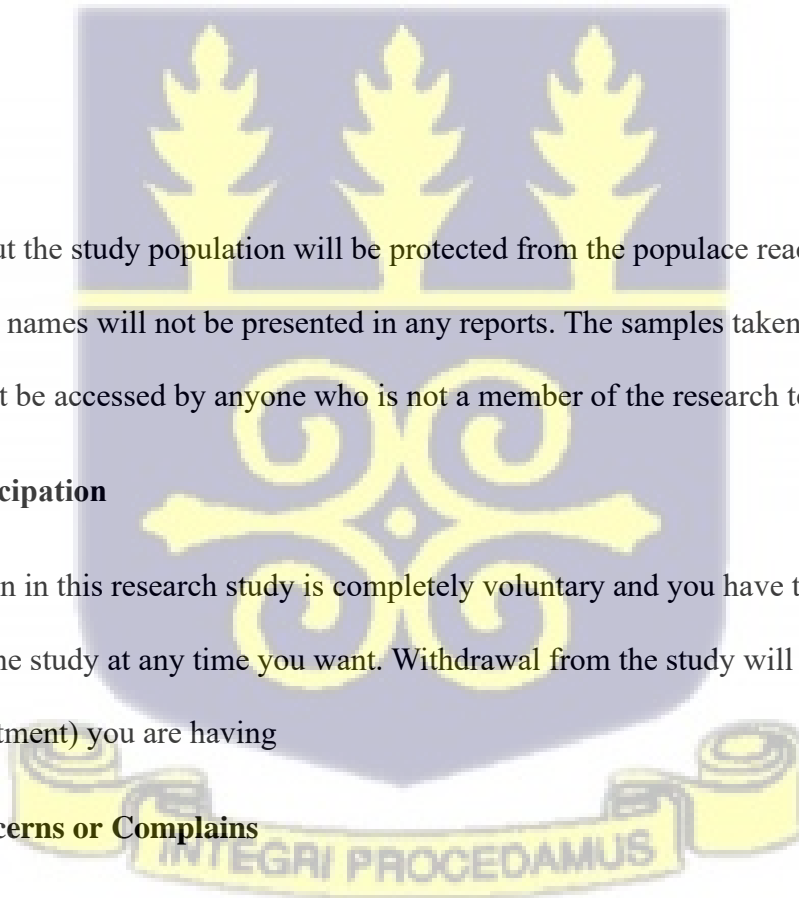 ut the study population will be protected from the populace
names will not be presented in any reports. The samples taken
t be accessed by anyone who is not a member of the research
cipation
n in this research study is completely voluntary and you have
ne study at any time you want. Withdrawal from the study will
tment) you are having
cerns or Complains
INTEGRI PROCEDAMUS